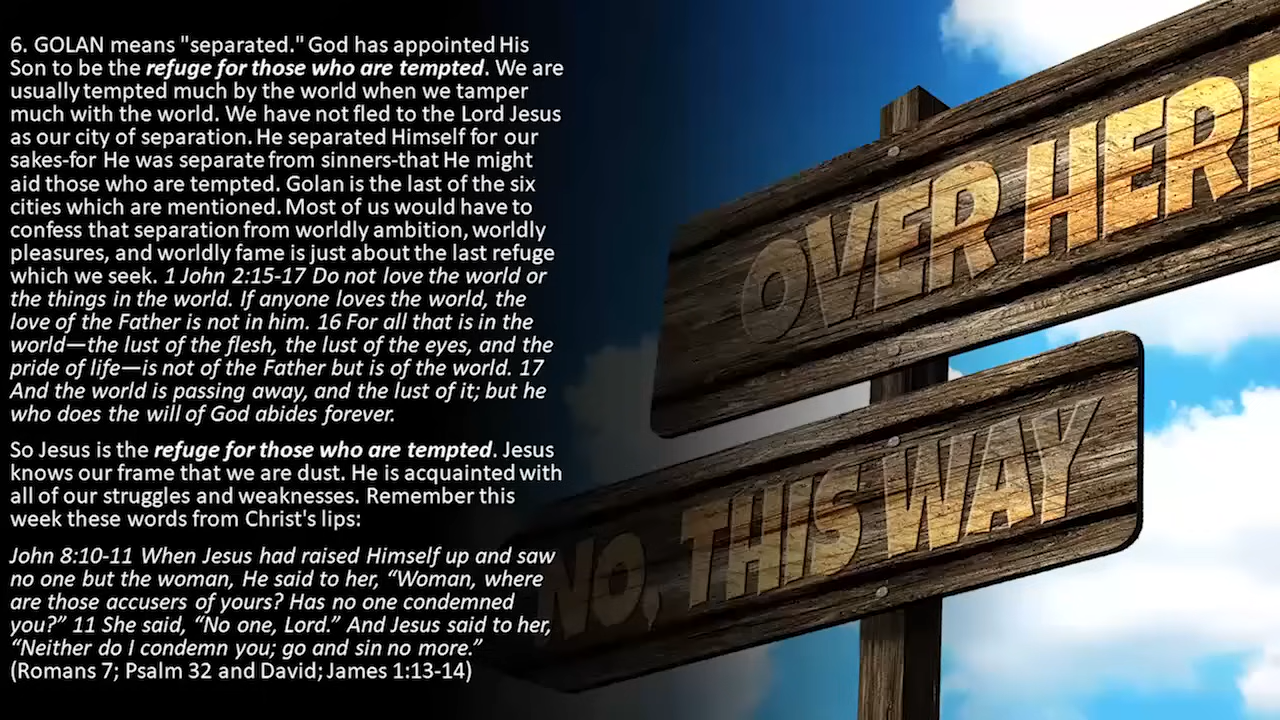 6. GOLAN means "separated." God has appointed His
Son to be the refuge for those who are tempted. We are
usually tempted much by the world when we tamper
much with the world. We have not fled to the Lord Jesus
as our city of separation. He separated Himself for our
sakes-for He was separate from sinners-that He might
aid those who are tempted. Golan is the last of the six
cities which are mentioned. Most of us would have to
confess that separation from worldly ambition, worldly
pleasures, and worldly fame is just about the last refuge
which we seek. 1 John 2:15-17 Do not love the world or
the things in the world. If anyone loves the world, the
love of the Father is not in him. 16 For all that is in the
world—the lust of the flesh, the lust of the eyes, and the
pride of life—is not of the Father but is of the world. 17
And the world is passing away, and the lust of it; but he
who does the will of God abides forever.
So Jesus is the refuge for those who are tempted. Jesus
knows our frame that we are dust. He is acquainted with
all of our struggles and weaknesses. Remember this
week these words from Christ's lips:
John 8:10-11 When Jesus had raised Himself up and saw
no one but the woman, He said to her, “Woman, where
are those accusers of yours? Has no one condemned
you?” 11 She said, “No one, Lord.” And Jesus said to her,
“Neither do I condemn you; go and sin no more.”
(Romans 7; Psalm 32 and David; James 1:13-14)
OVER HERE
NO, THIS WAY